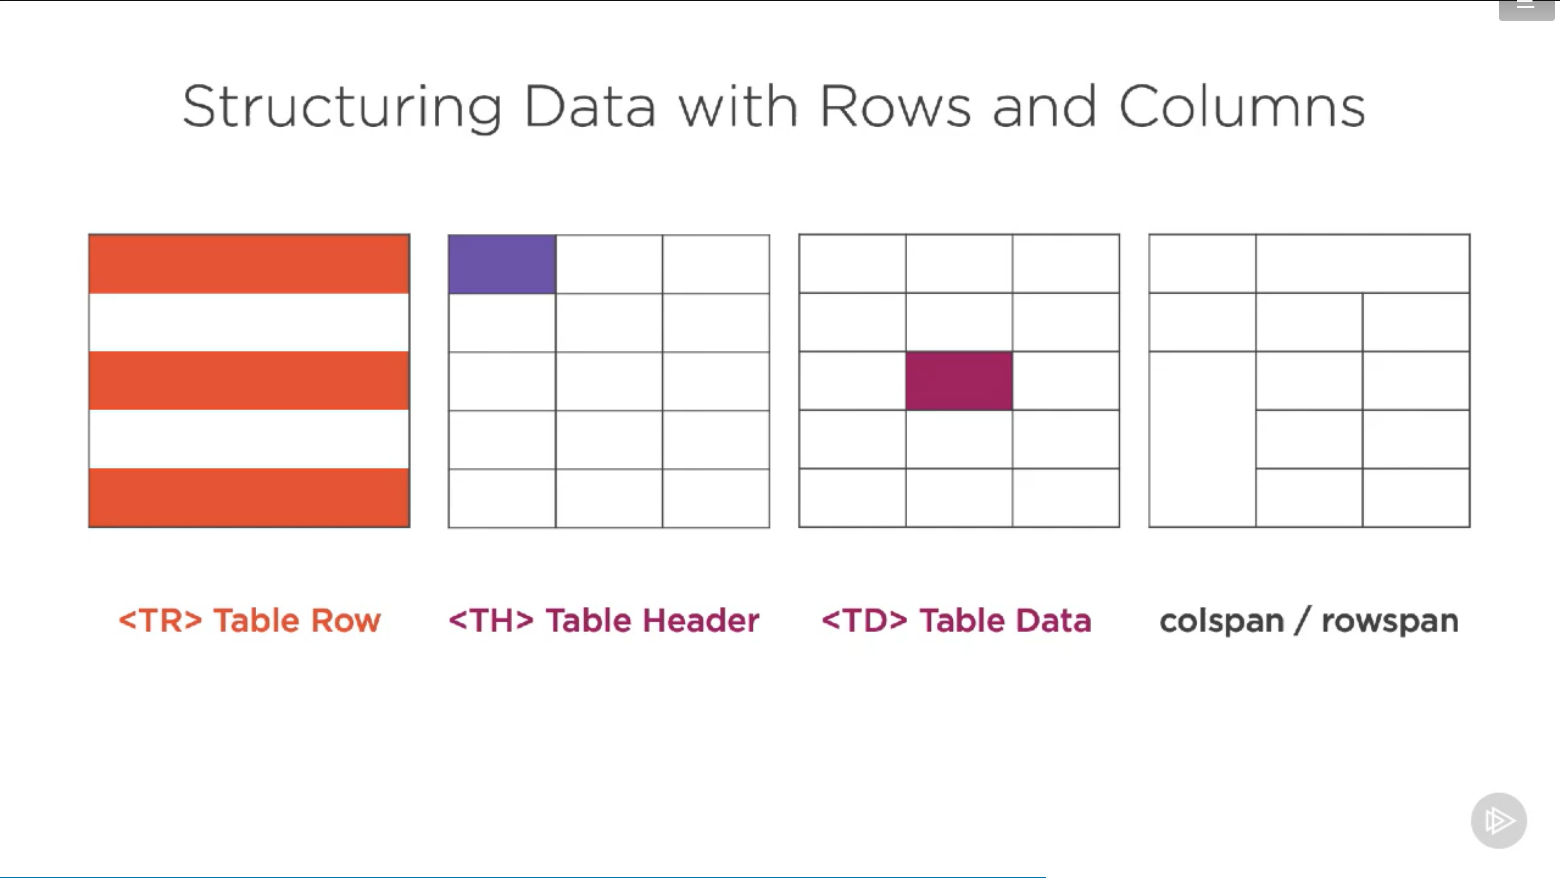 Structuring Data with Rows and Columns
<TR> Table Row
<TH> Table Header
<TD> Table Data
colspan / rowspan